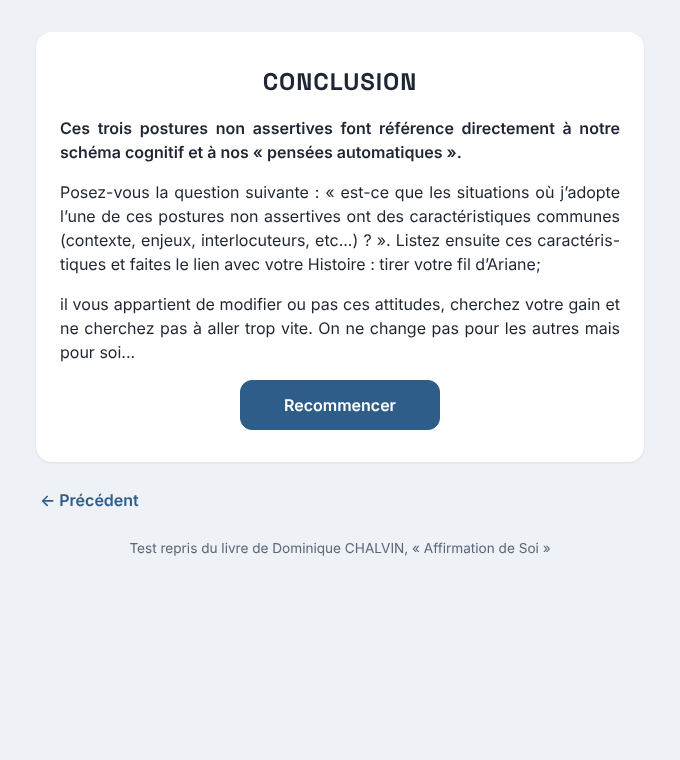 CONCLUSION
Ces trois postures non assertives font référence directement à notre
schéma cognitif et à nos « pensées automatiques ».
Posez-vous la question suivante : « est-ce que les situations où j’adopte
l’une de ces postures non assertives ont des caractéristiques communes
(contexte, enjeux, interlocuteurs, etc…) ? ». Listez ensuite ces caractéris-
tiques et faites le lien avec votre Histoire : tirer votre fil d’Ariane;
il vous appartient de modifier ou pas ces attitudes, cherchez votre gain et
ne cherchez pas à aller trop vite. On ne change pas pour les autres mais
pour soi…
Recommencer
← Précédent
Test repris du livre de Dominique CHALVIN, « Affirmation de Soi »